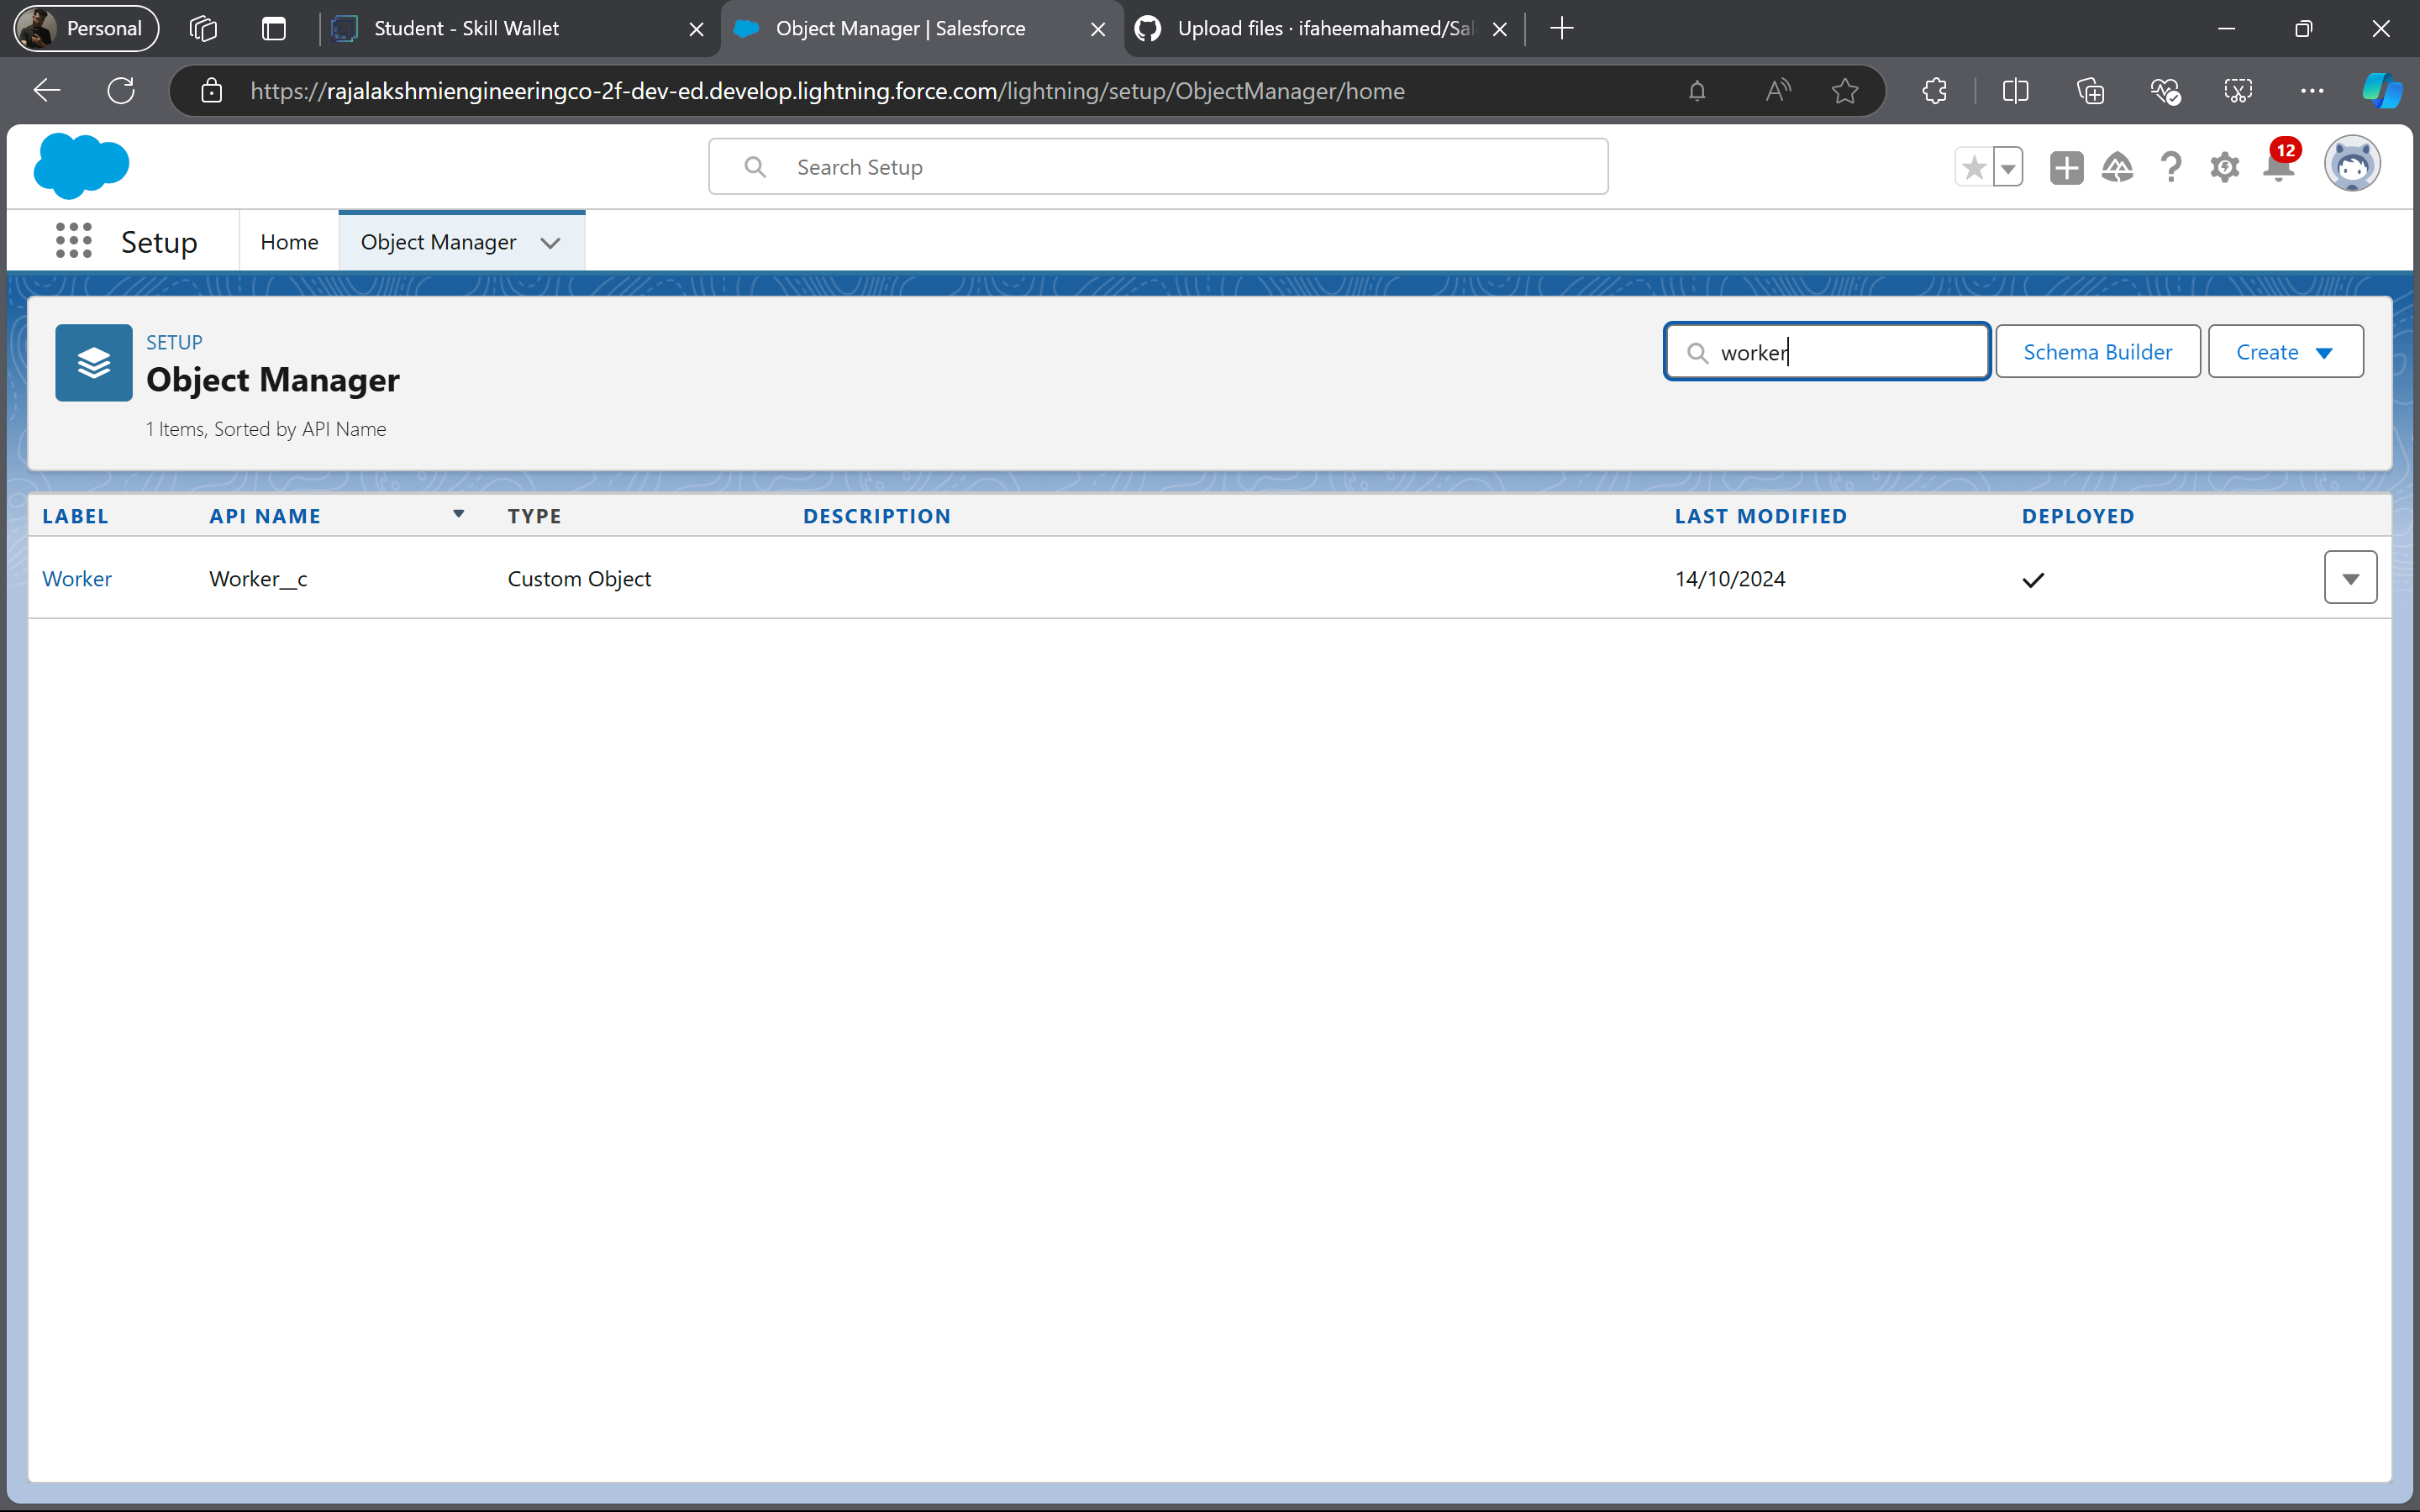 Personal
Student - Skill Wallet
Object Manager | Salesforce
Upload files · ifaheemahamed/Sal
https://rajalakshmiengineeringco-2f-dev-ed.develop.lightning.force.com/lightning/setup/ObjectManager/home
Search Setup
12
Setup
Home
Object Manager
SETUP
Object Manager
1 Items, Sorted by API Name
worker
Schema Builder
Create
LABEL API NAME TYPE DESCRIPTION LAST MODIFIED DEPLOYED
Worker Worker__c Custom Object 14/10/2024